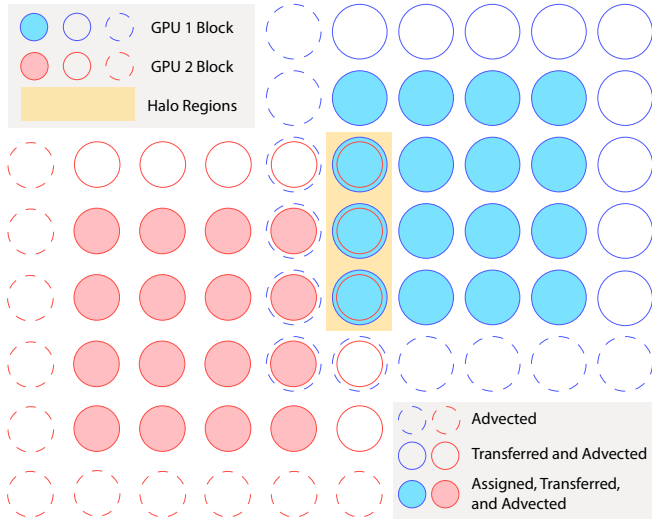 GPU 1 Block
GPU 2 Block
Halo Regions
Advected
Transferred and Advected
Assigned, Transferred,
and Advected